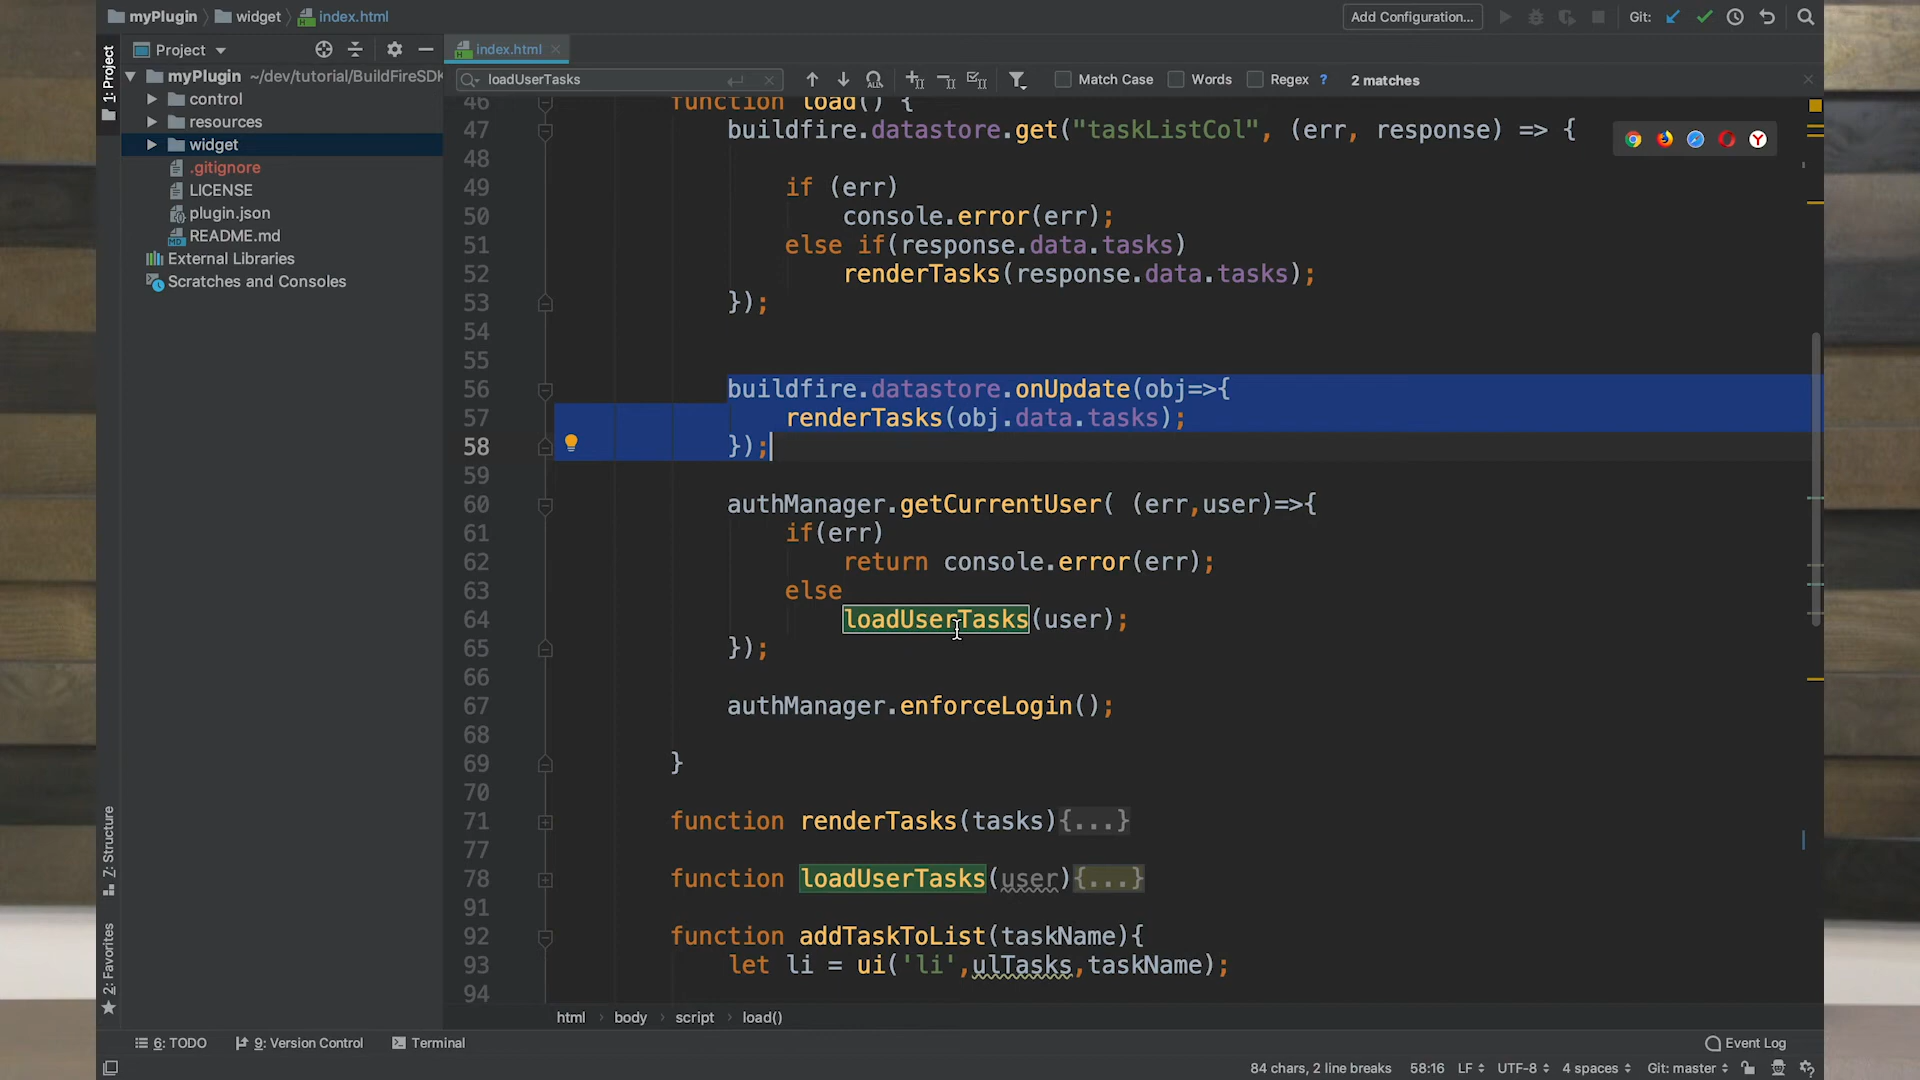 myPlugin widget index.html
Add Configuration... Git:
Project
index.html
1: Project
myPlugin ~/dev/tutorial/BuildFireSDK
control
resources
widget
.gitignore
LICENSE
plugin.json
README.md
External Libraries
Scratches and Consoles
Z: Structure
2: Favorites
loadUserTasks
Match Case Words Regex ? 2 matches
46 function load() {
47 buildfire.datastore.get("taskListCol", (err, response) => {
48
49 if (err)
50 console.error(err);
51 else if(response.data.tasks)
52 renderTasks(response.data.tasks);
53 });
54
55
56 buildfire.datastore.onUpdate(obj=>{
57 renderTasks(obj.data.tasks);
58 });
59
60 authManager.getCurrentUser( (err,user)=>{
61 if(err)
62 return console.error(err);
63 else
64 loadUserTasks(user);
65 });
66
67 authManager.enforceLogin();
68
69 }
70
71 function renderTasks(tasks){...}
77
78 function loadUserTasks(user){...}
91
92 function addTaskToList(taskName){
93 let li = ui('li',ulTasks,taskName);
94
html body script load()
6: TODO 9: Version Control Terminal Event Log
84 chars, 2 line breaks 58:16 LF UTF-8 4 spaces Git: master